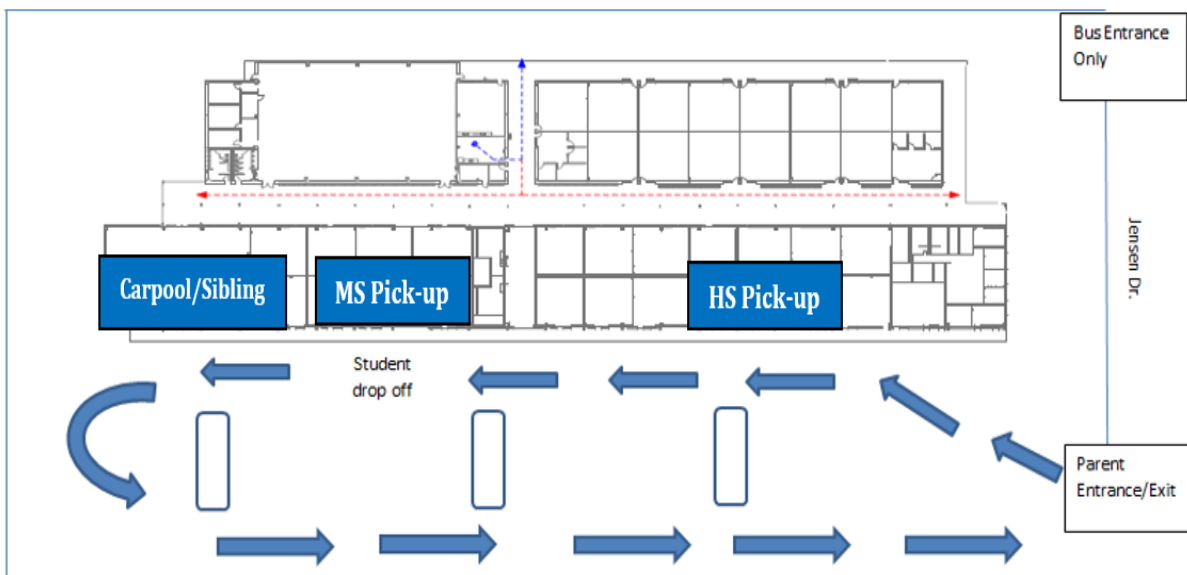 Bus Entrance
Only
Jensen Dr.
Carpool/Sibling
MS Pick-up
HS Pick-up
Student
drop off
Parent
Entrance/Exit